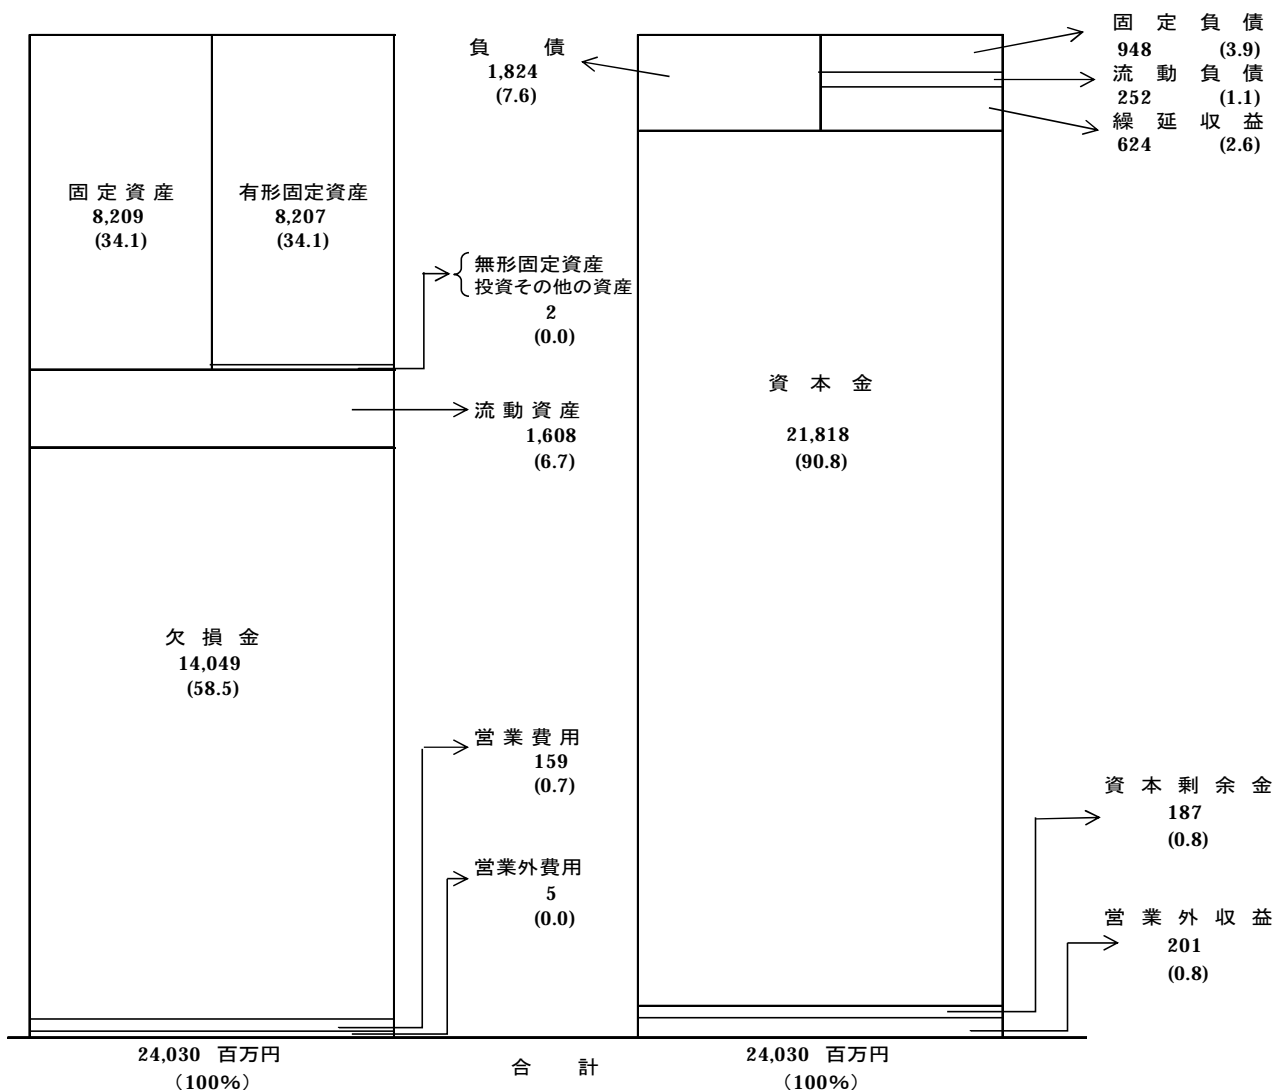 固定資産
8,209
(34.1)
有形固定資産
8,207
(34.1)
無形固定資産
投資その他の資産
2
(0.0)
流動資産
1,608
(6.7)
欠損金
14,049
(58.5)
営業費用
159
(0.7)
営業外費用
5
(0.0)
24,030 百万円
(100%)
合計
負債
1,824
(7.6)
固定負債
948 (3.9)
流動負債
252 (1.1)
繰延収益
624 (2.6)
資本金
21,818
(90.8)
資本剰余金
187
(0.8)
営業外収益
201
(0.8)
24,030 百万円
(100%)